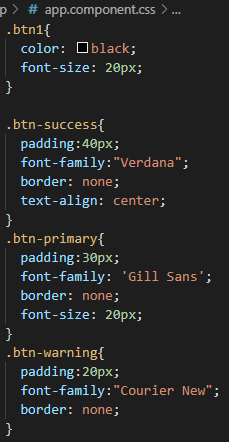 p > # app.component.css > ...
.btn1{
color: black;
font-size: 20px;
}
.btn-success{
padding:40px;
font-family:"Verdana";
border: none;
text-align: center;
}
.btn-primary{
padding:30px;
font-family: 'Gill Sans';
border: none;
font-size: 20px;
}
.btn-warning{
padding:20px;
font-family:"Courier New";
border: none;